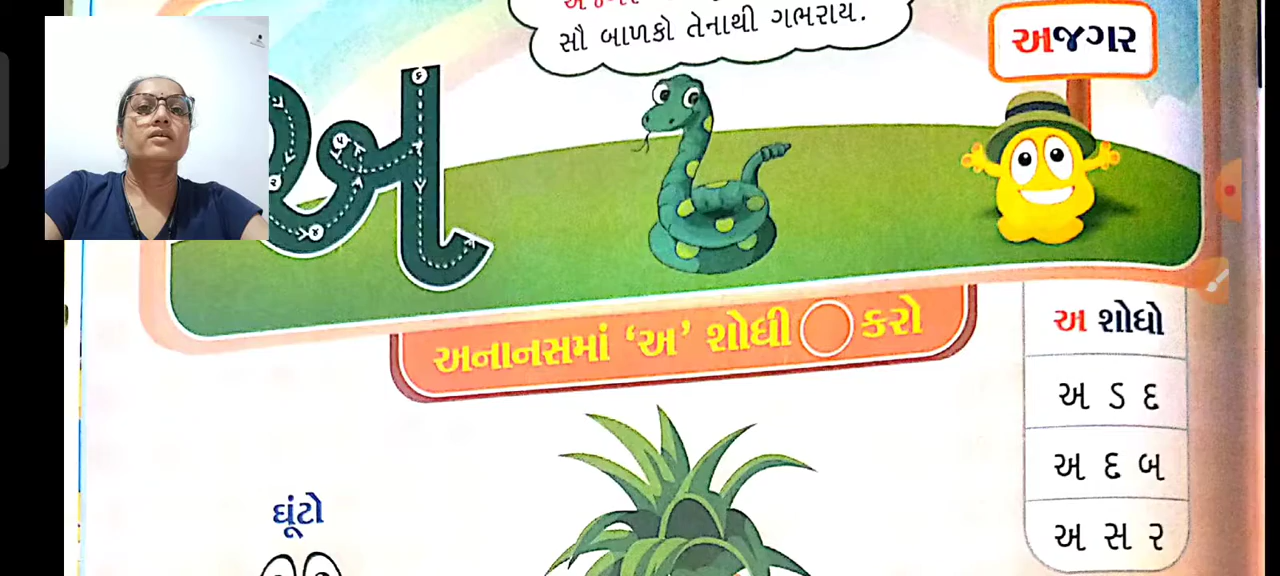 સૌ બાળકો તેનાથી ગભરાય.
અજગર
અ
અનાનસમાં ‘અ’ શોધી કરો
અ શોધો
અ ડ દ
અ દ બ
અ સ ર
ઘૂંટો